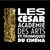 LES
CÉSAR
ACADÉMIE
DES ARTS
ET TECHNIQUES
DU CINÉMA